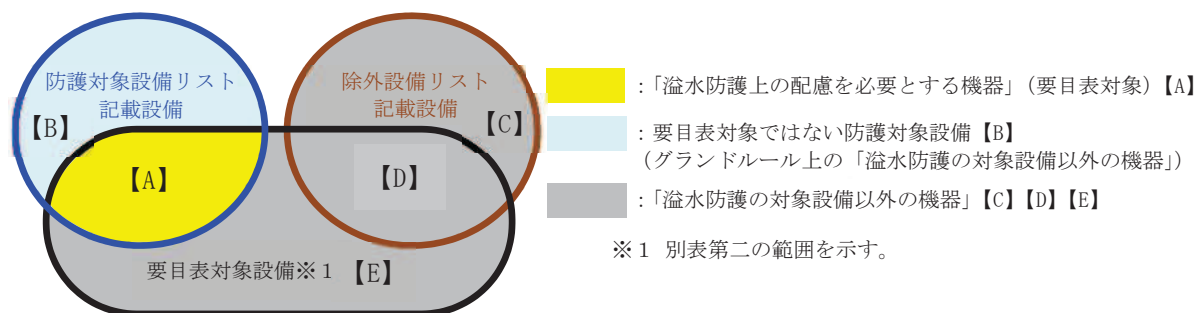 防護対象設備リスト
記載設備
除外設備リスト
記載設備
【B】
【C】
【A】
【D】
要目表対象設備※1 【E】
:「溢水防護上の配慮を必要とする機器」(要目表対象)【A】
:要目表対象ではない防護対象設備【B】
(グランドルール上の「溢水防護の対象設備以外の機器」)
:「溢水防護の対象設備以外の機器」【C】【D】【E】
※1 別表第二の範囲を示す。